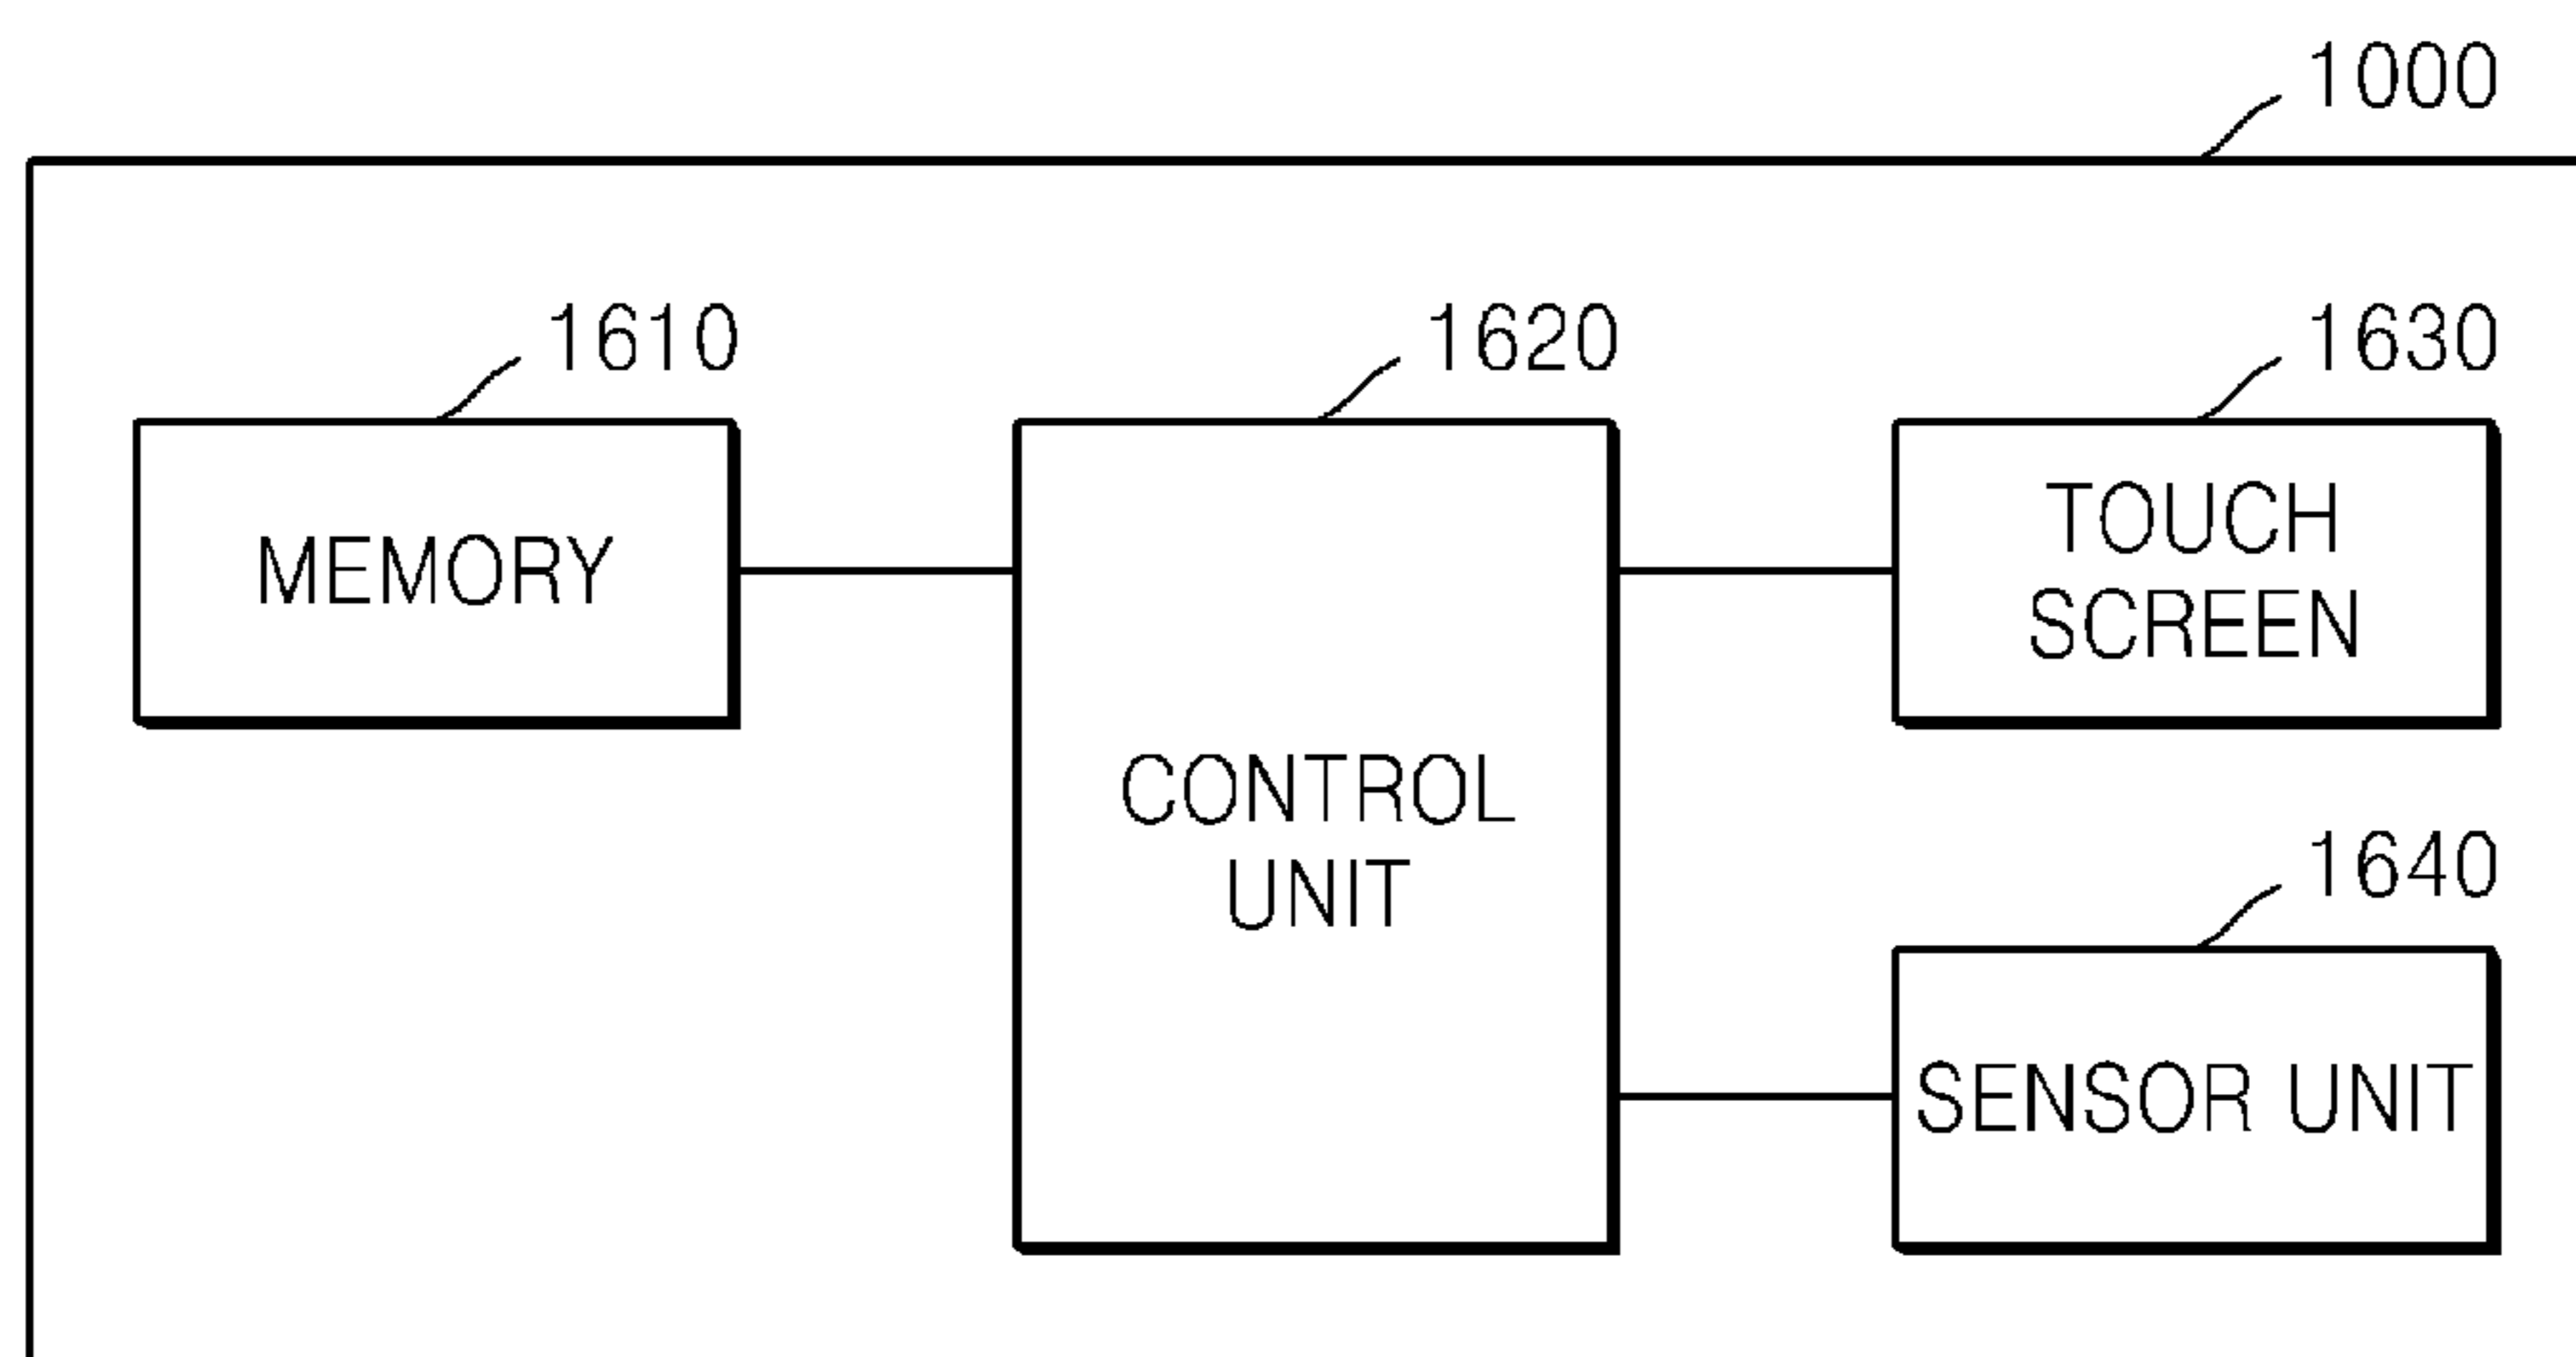 1000
1610
1620
1630
MEMORY
TOUCH
SCREEN
CONTROL
UNIT
1640
SENSOR UNIT